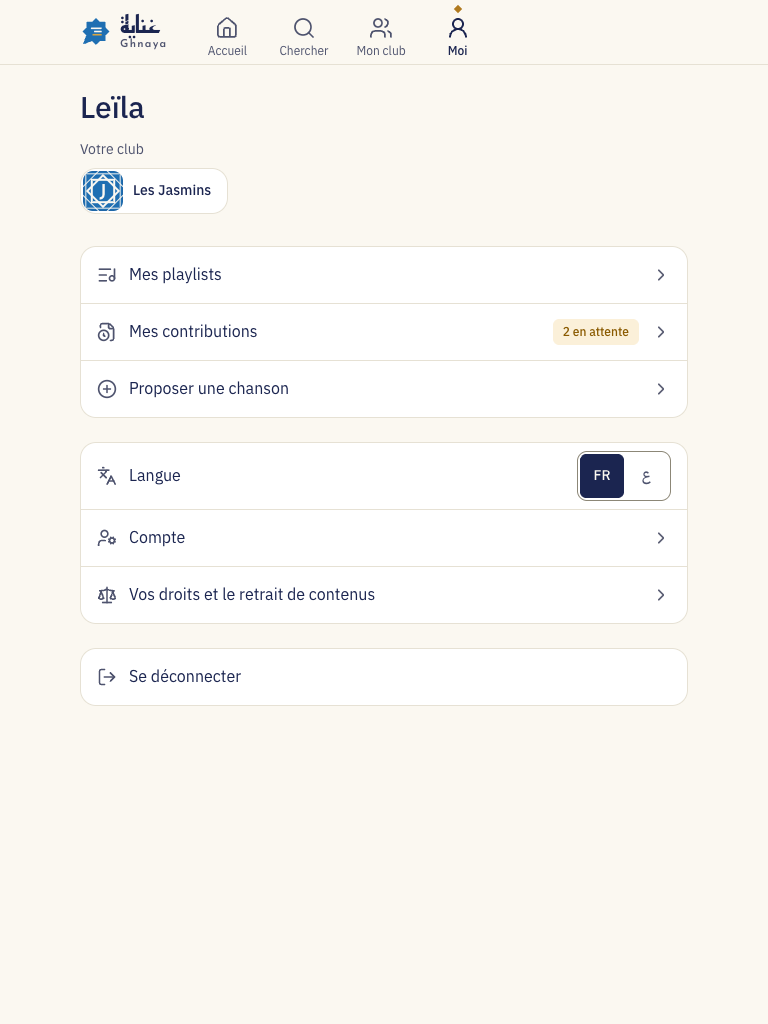 غناية
Ghnaya
Accueil
Chercher
Mon club
Moi
Leïla
Votre club
J
Les Jasmins
Mes playlists
Mes contributions
2 en attente
Proposer une chanson
Langue
FR
ع
Compte
Vos droits et le retrait de contenus
Se déconnecter